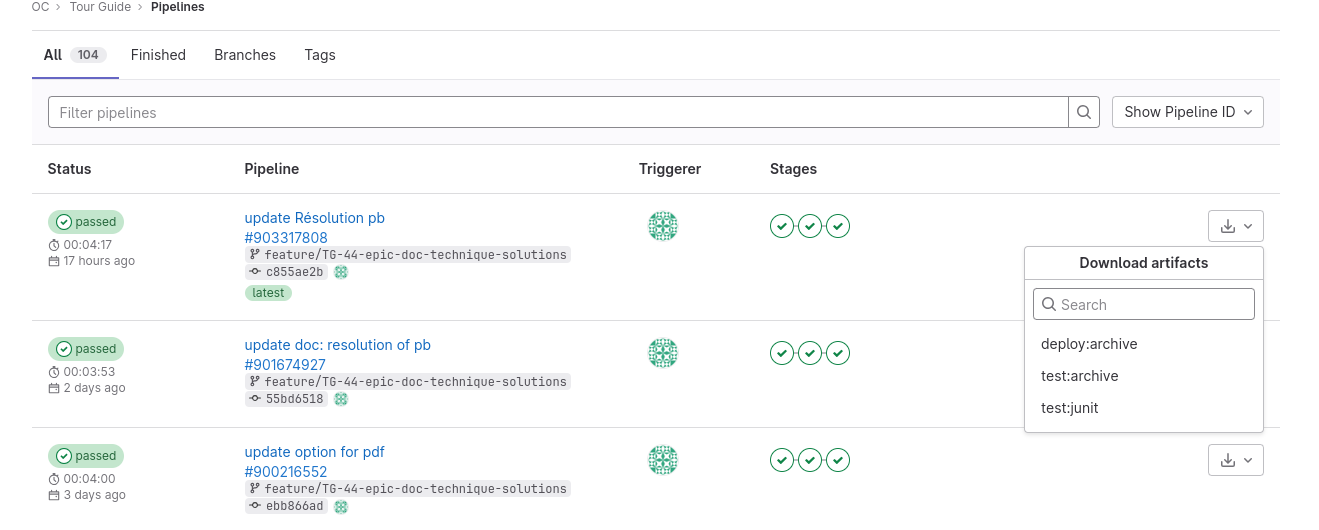 OC > Tour Guide > Pipelines
All 104 Finished Branches Tags
Filter pipelines
Show Pipeline ID
Status Pipeline Triggerer Stages
passed
00:04:17
17 hours ago
update Résolution pb
#903317808
feature/TG-44-epic-doc-technique-solutions
c855ae2b
latest
Download artifacts
Search
deploy:archive
test:archive
test:junit
passed
00:03:53
2 days ago
update doc: resolution of pb
#901674927
feature/TG-44-epic-doc-technique-solutions
55bd6518
passed
00:04:00
3 days ago
update option for pdf
#900216552
feature/TG-44-epic-doc-technique-solutions
ebb866ad